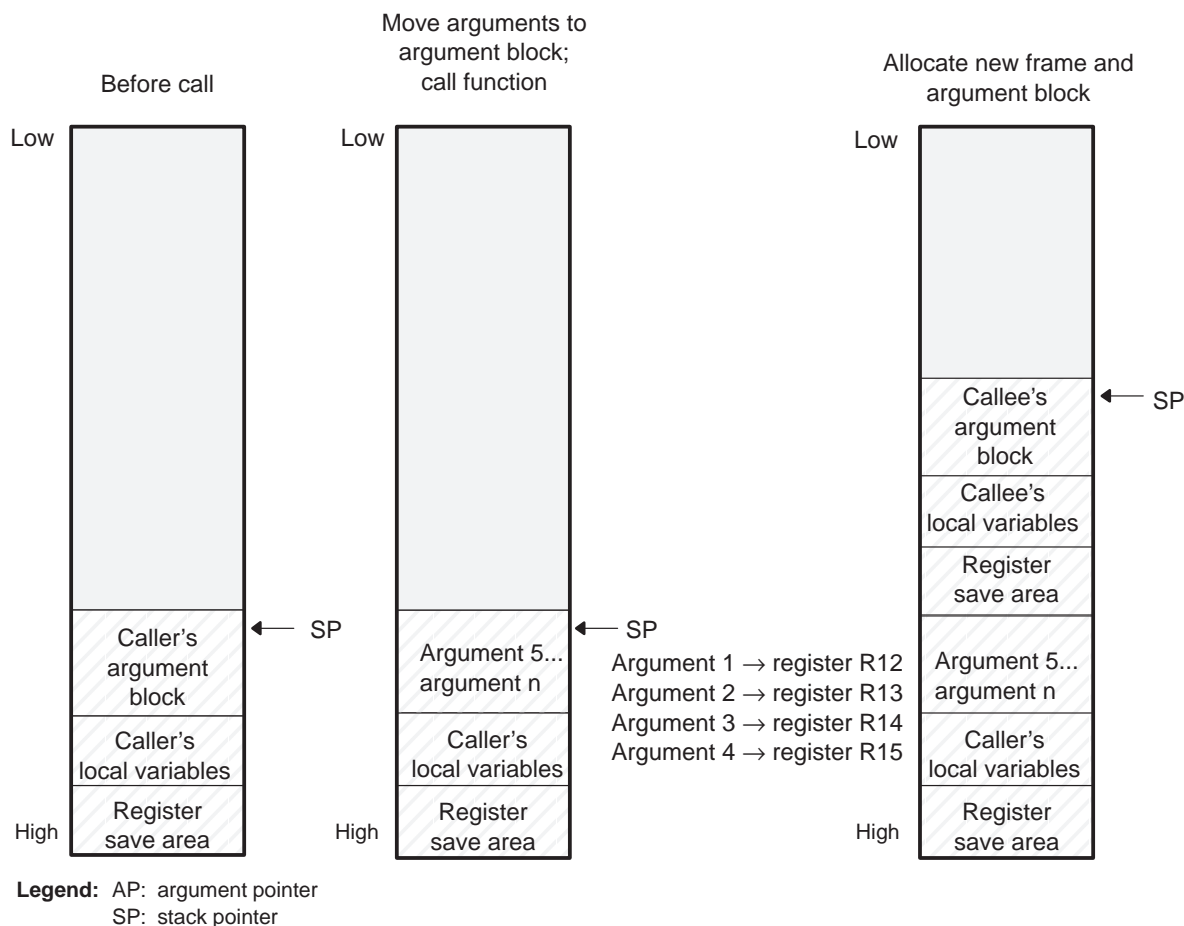 Before call
Move arguments to
argument block;
call function
Allocate new frame and
argument block
Low
Caller's
argument
block
SP
Caller's
local variables
Register
save area
High
Low
Argument 5...
argument n
SP
Caller's
local variables
Register
save area
High
Argument 1 → register R12
Argument 2 → register R13
Argument 3 → register R14
Argument 4 → register R15
Low
Callee's
argument
block
SP
Callee's
local variables
Register
save area
Argument 5...
argument n
Caller's
local variables
Register
save area
High
Legend: AP: argument pointer
SP: stack pointer